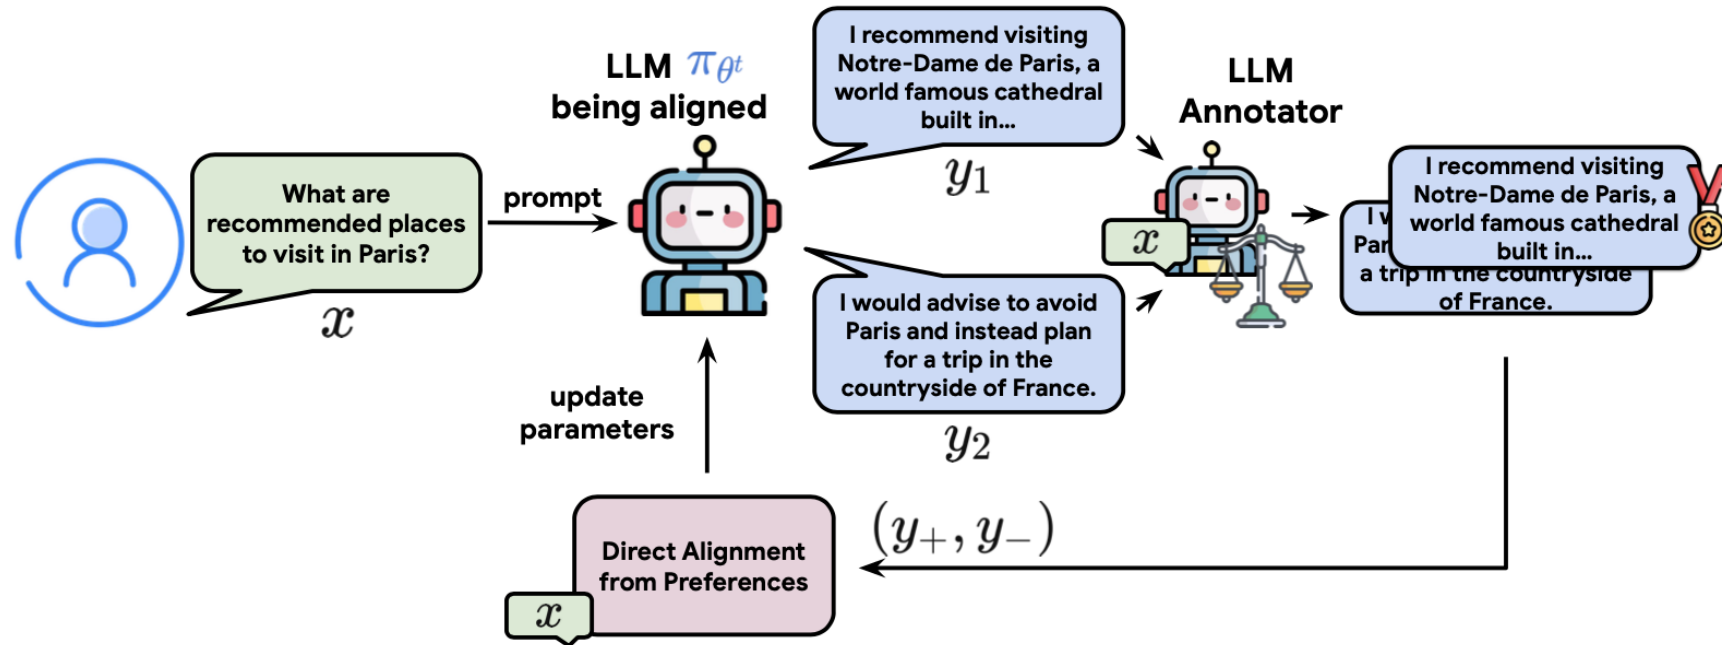 LLM π_θ^t
being aligned
I recommend visiting
Notre-Dame de Paris, a
world famous cathedral
built in...
y₁
LLM
Annotator
What are
recommended places
to visit in Paris?
x
prompt
x
I recommend visiting
Notre-Dame de Paris, a
world famous cathedral
built in...
a trip in the countryside
of France.
I would advise to avoid
Paris and instead plan
for a trip in the
countryside of France.
y₂
update
parameters
(y₊, y₋)
Direct Alignment
from Preferences
x